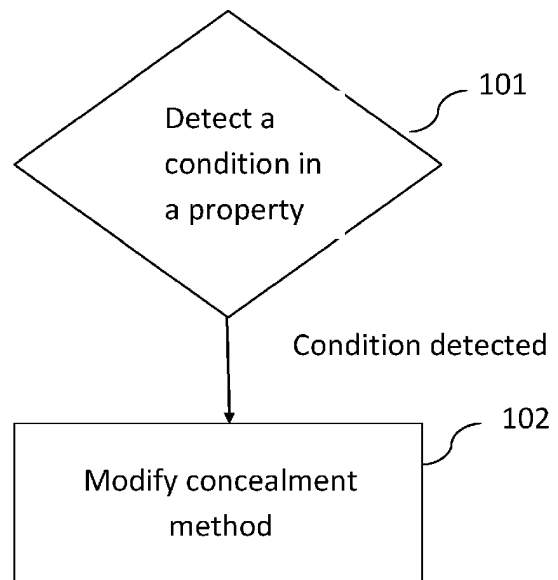 101
Detect a
condition in
a property
Condition detected
102
Modify concealment
method